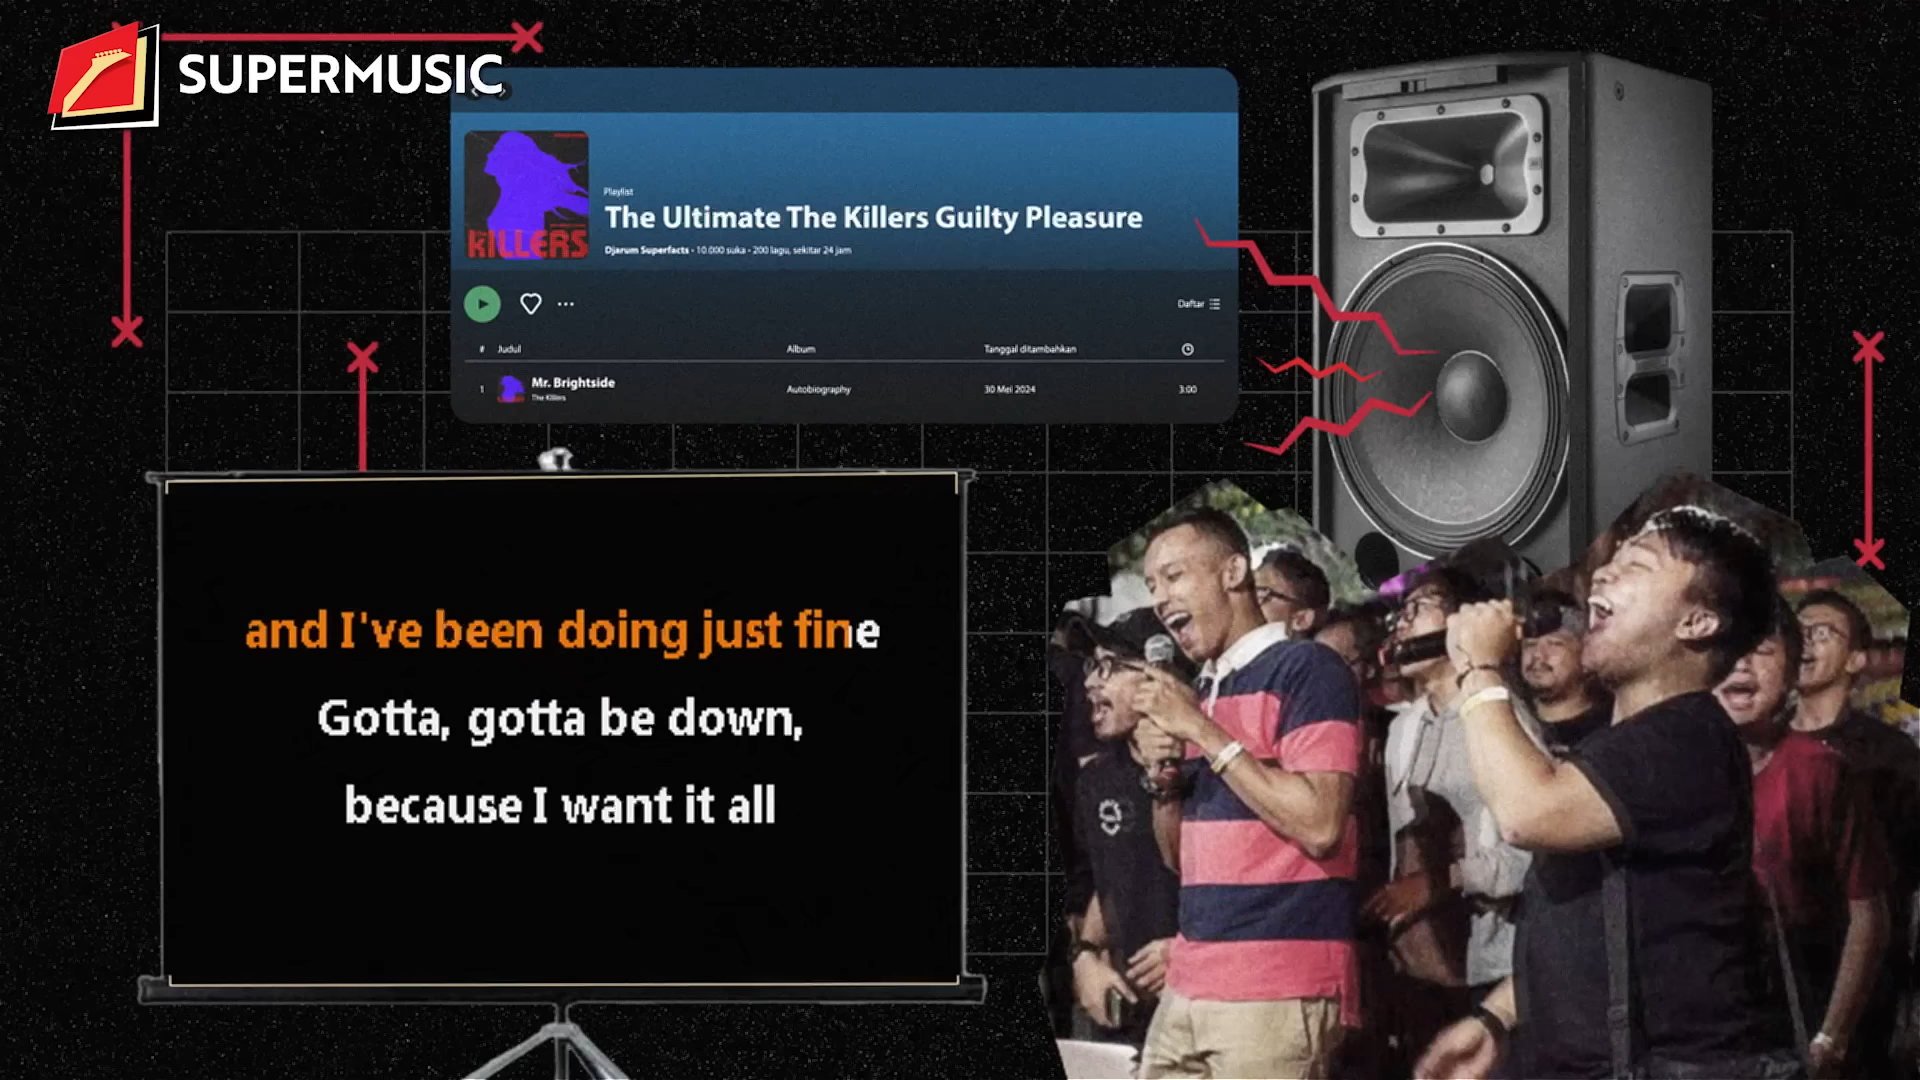 SUPERMUSIC
KILLERS
Playlist
The Ultimate The Killers Guilty Pleasure
Djarum Superfacts • 10.000 suka • 200 lagu, sekitar 24 jam
Daftar
# Judul Album Tanggal ditambahkan
1 Mr. Brightside Autobiography 30 Mei 2024 3:00
The Killers
and I've been doing just fine
Gotta, gotta be down,
because I want it all